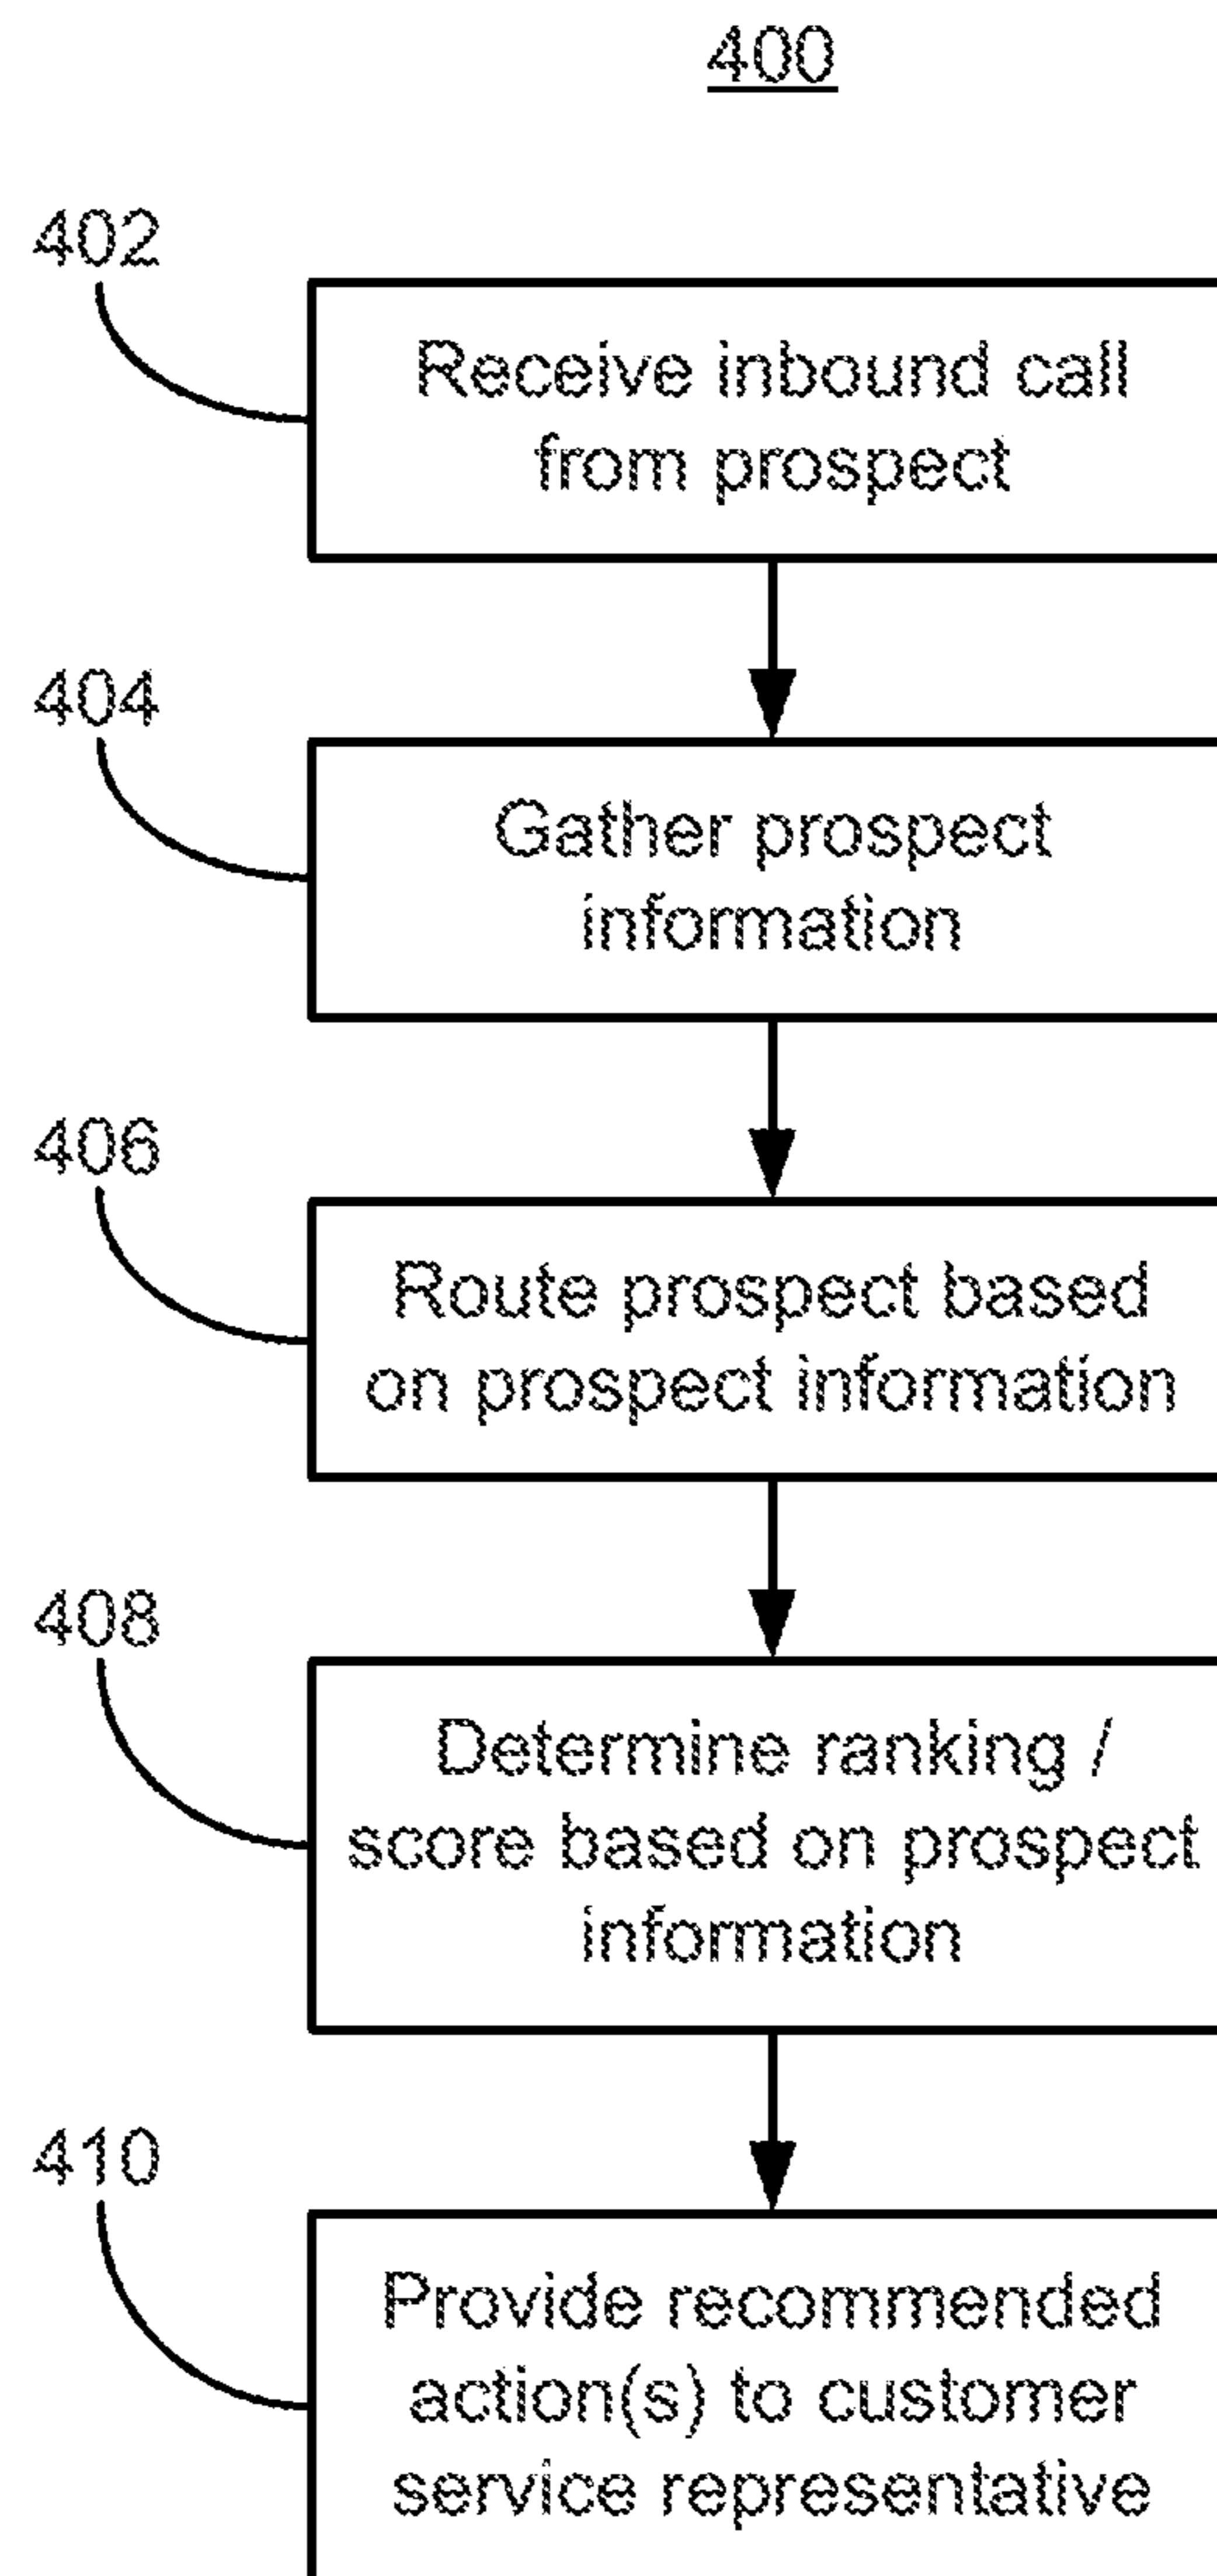 400
402
Receive inbound call
from prospect
404
Gather prospect
information
406
Route prospect based
on prospect information
408
Determine ranking /
score based on prospect
information
410
Provide recommended
action(s) to customer
service representative